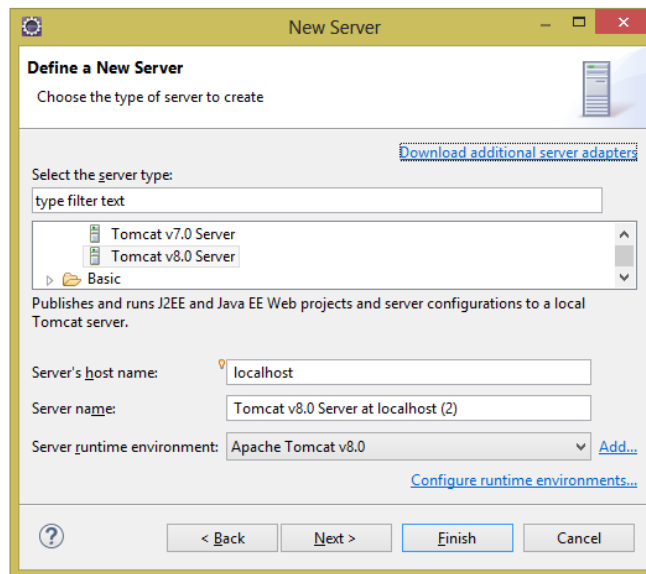 New Server
Define a New Server
Choose the type of server to create
Download additional server adapters
Select the server type:
type filter text
Tomcat v7.0 Server
Tomcat v8.0 Server
Basic
Publishes and runs J2EE and Java EE Web projects and server configurations to a local
Tomcat server.
Server's host name: localhost
Server name: Tomcat v8.0 Server at localhost (2)
Server runtime environment: Apache Tomcat v8.0 Add...
Configure runtime environments...
? < Back Next > Finish Cancel